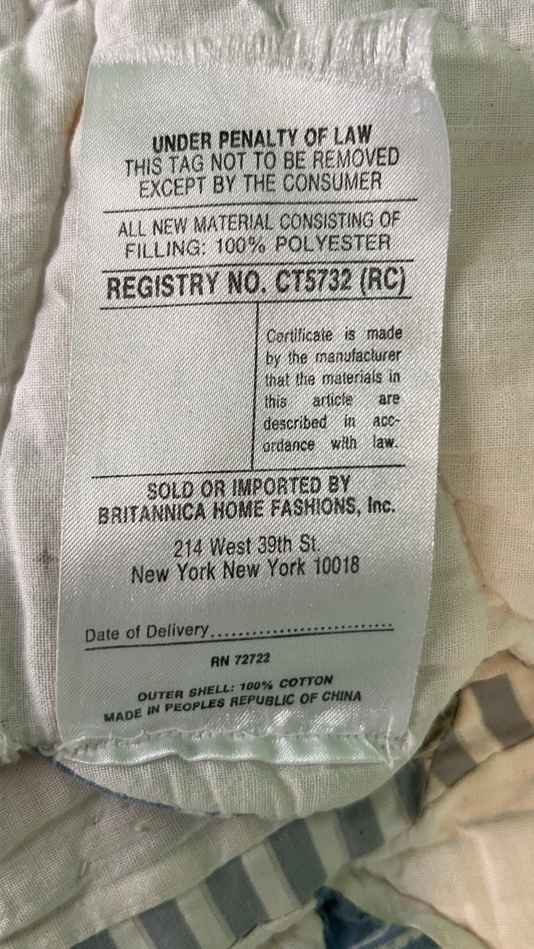 UNDER PENALTY OF LAW
THIS TAG NOT TO BE REMOVED
EXCEPT BY THE CONSUMER
ALL NEW MATERIAL CONSISTING OF
FILLING: 100% POLYESTER
REGISTRY NO. CT5732 (RC)
Certificate is made
by the manufacturer
that the materials in
this article are
described in acc-
ordance with law.
SOLD OR IMPORTED BY
BRITANNICA HOME FASHIONS, Inc.
214 West 39th St.
New York New York 10018
Date of Delivery............................
RN 72722
OUTER SHELL: 100% COTTON
MADE IN PEOPLES REPUBLIC OF CHINA